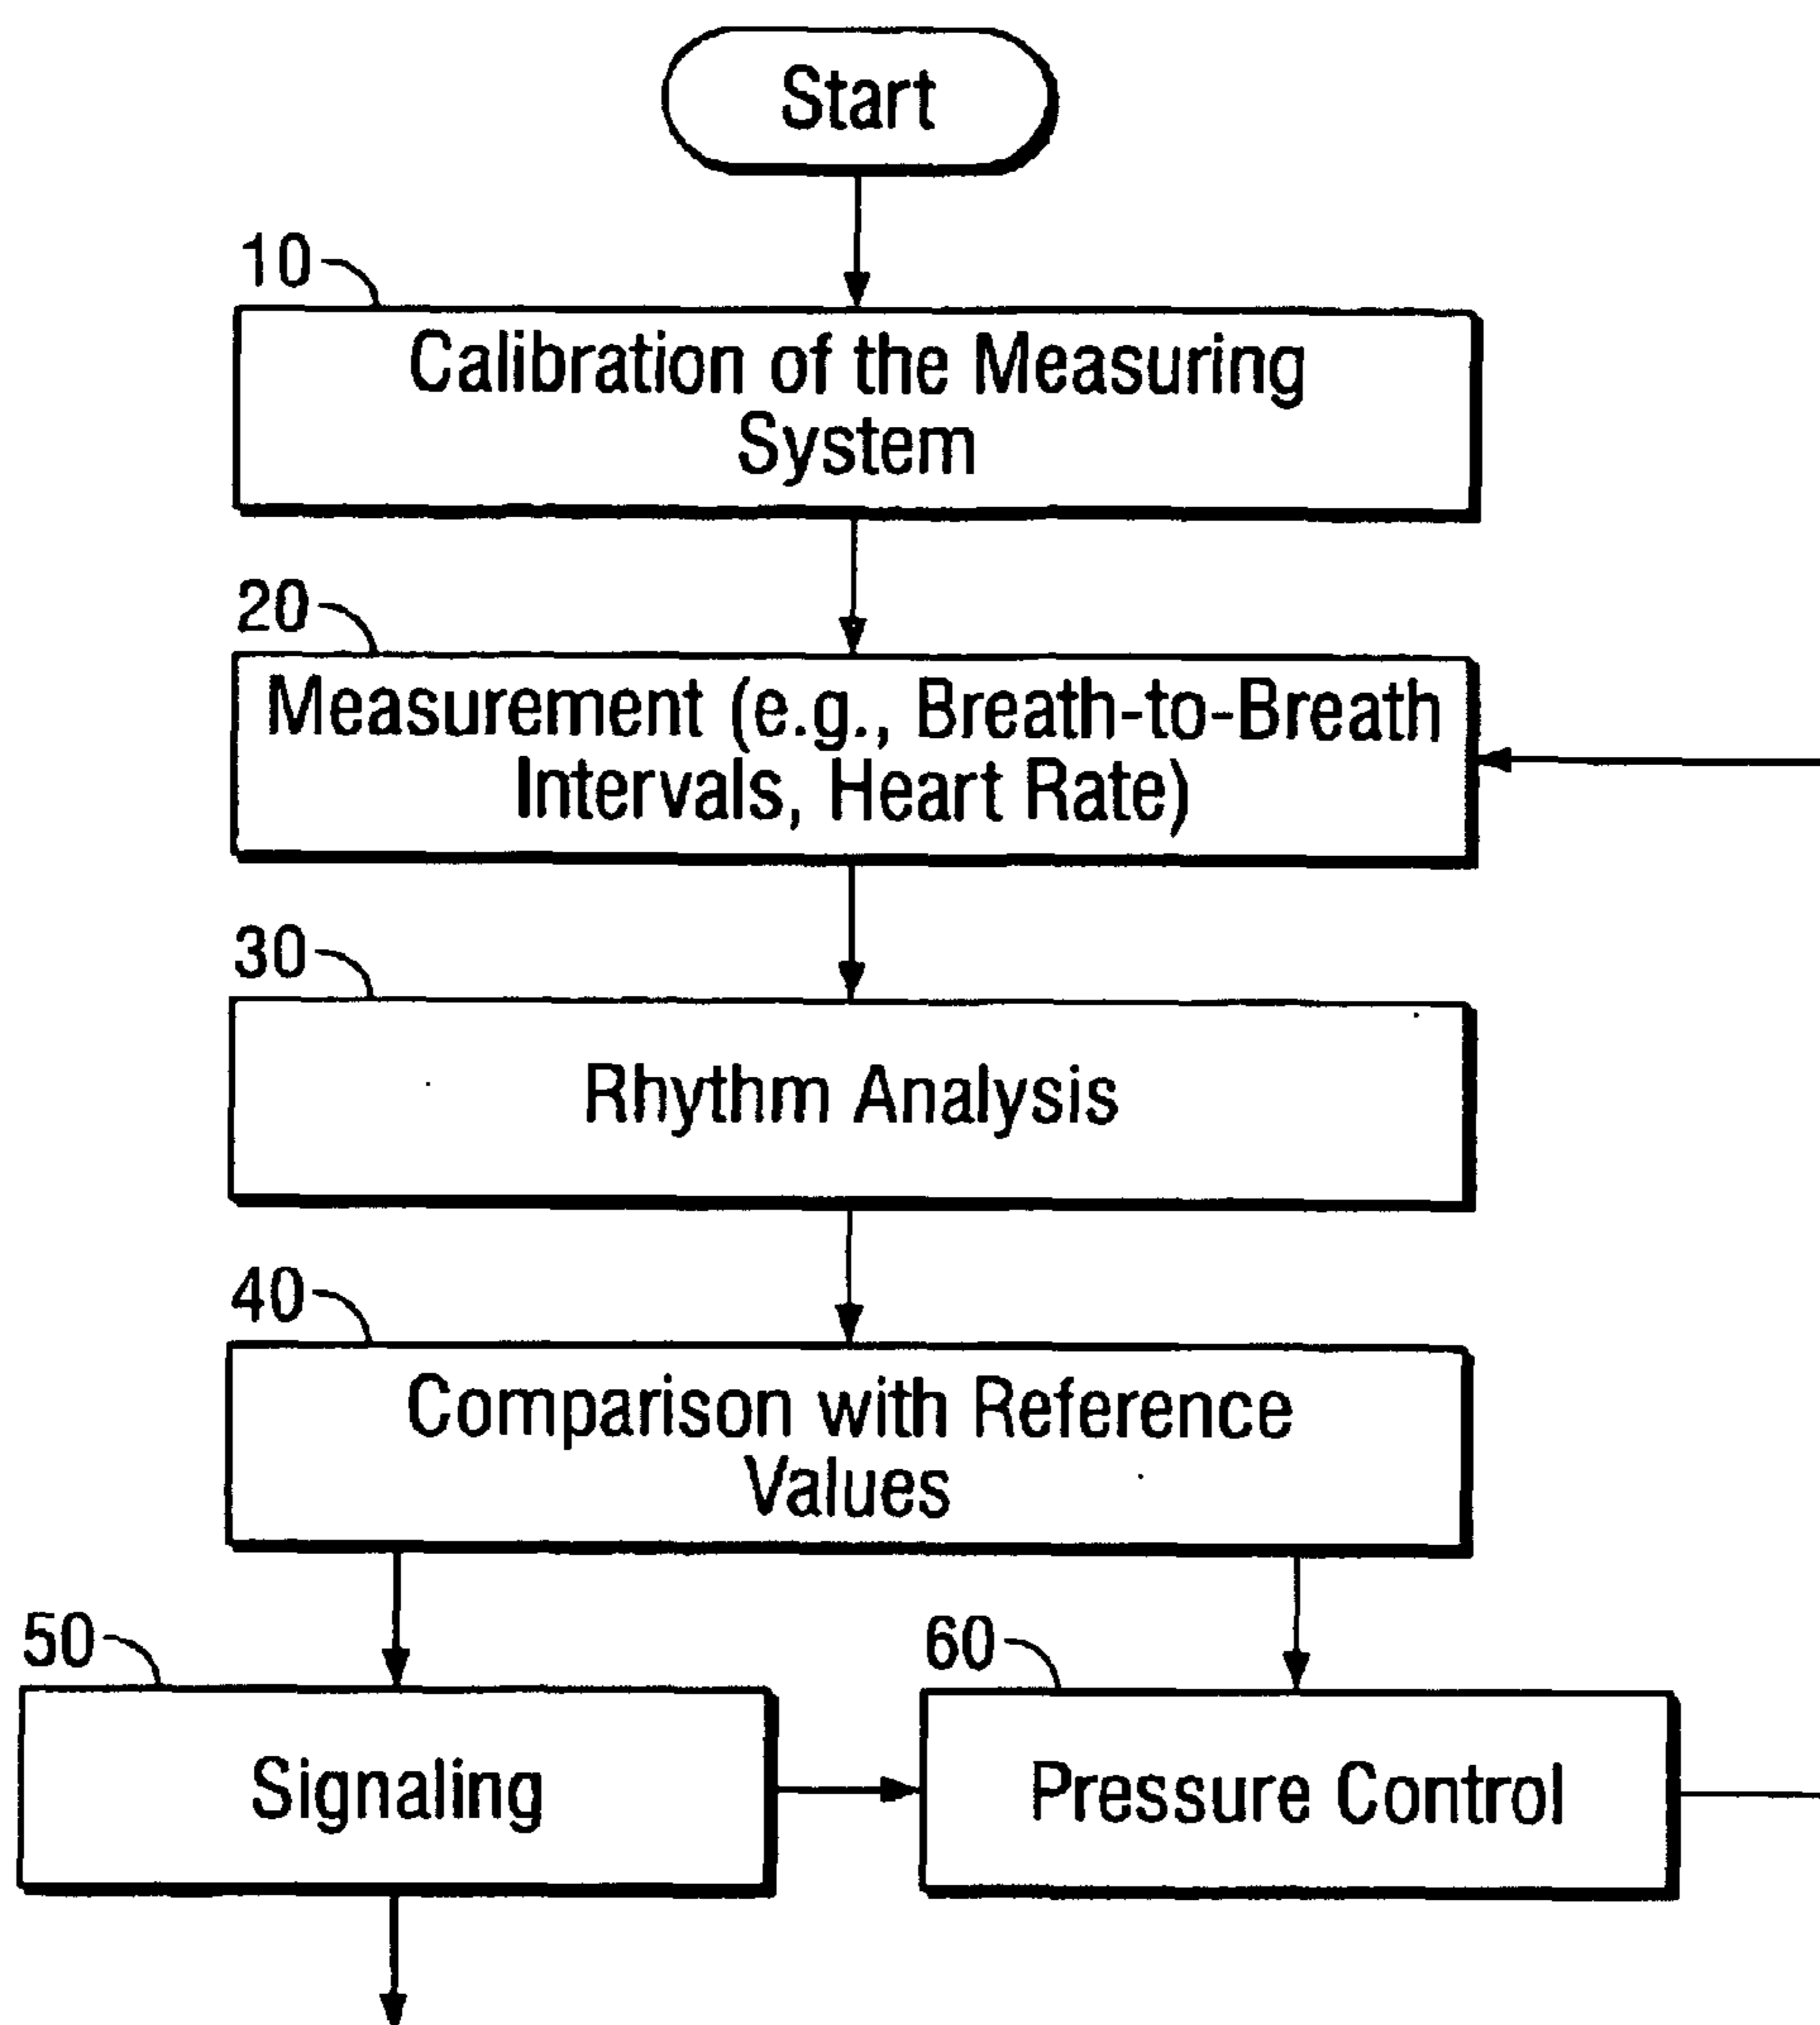 Start
10
Calibration of the Measuring
System
20
Measurement (e.g., Breath-to-Breath
Intervals, Heart Rate)
30
Rhythm Analysis
40
Comparison with Reference
Values
50
Signaling
60
Pressure Control